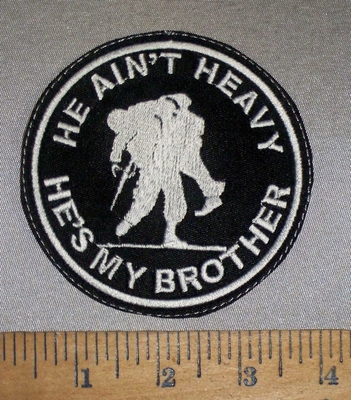 HE AIN'T HEAVY
HE'S MY BROTHER
1 2 3 4